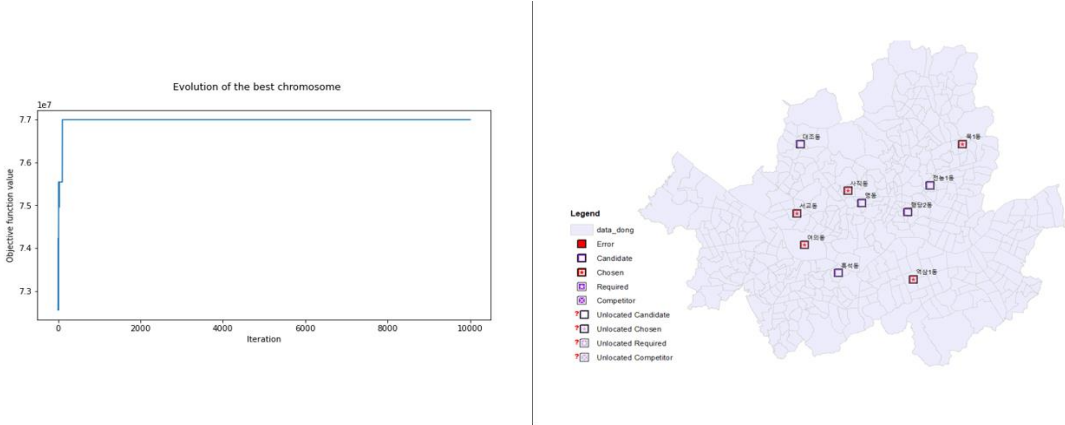 Evolution of the best chromosome
1e7
7.7
7.6
7.5
7.4
7.3
Objective function value
0
2000
4000
6000
8000
10000
Iteration
대조동
묵1동
전농1동
사직동
명동
행당2동
서교동
여의동
흑석동
역삼1동
Legend
data_dong
Error
Candidate
Chosen
Required
Competitor
? Unlocated Candidate
? Unlocated Chosen
? Unlocated Required
? Unlocated Competitor